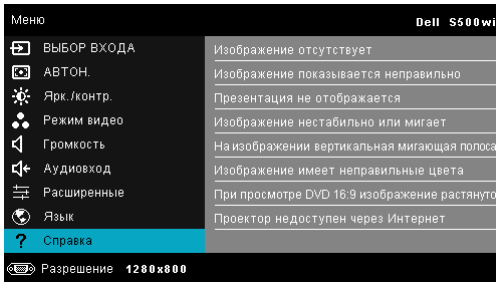 Меню Dell S500wi
ВЫБОР ВХОДА
АВТОН.
Ярк./контр.
Режим видео
Громкость
Аудиовход
Расширенные
Язык
Справка
Изображение отсутствует
Изображение показывается неправильно
Презентация не отображается
Изображение нестабильно или мигает
На изображении вертикальная мигающая полоса
Изображение имеет неправильные цвета
При просмотре DVD 16:9 изображение растянуто
Проектор недоступен через Интернет
Разрешение 1280x800